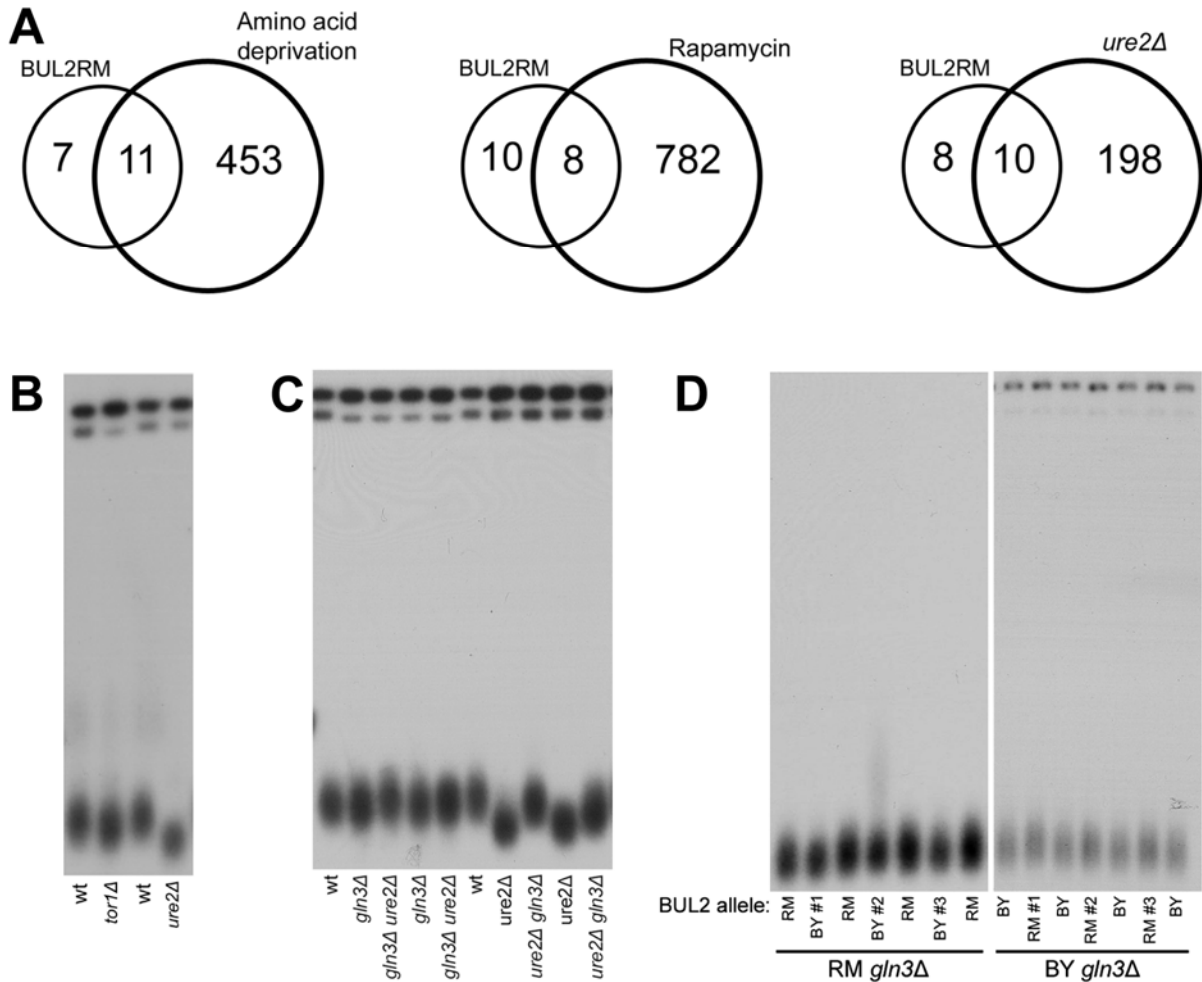 A
BUL2RM
Amino acid
deprivation
7
11
453
BUL2RM
Rapamycin
10
8
782
BUL2RM
ure2Δ
8
10
198
B
wt
tor1Δ
wt
ure2Δ
C
wt
gln3Δ
gln3Δ ure2Δ
gln3Δ
gln3Δ ure2Δ
wt
ure2Δ
ure2Δ gln3Δ
ure2Δ
ure2Δ gln3Δ
D
BUL2 allele:
RM
BY #1
RM
BY #2
RM
BY #3
RM
RM gln3Δ
BY
RM #1
BY
RM #2
BY
RM #3
BY
BY gln3Δ